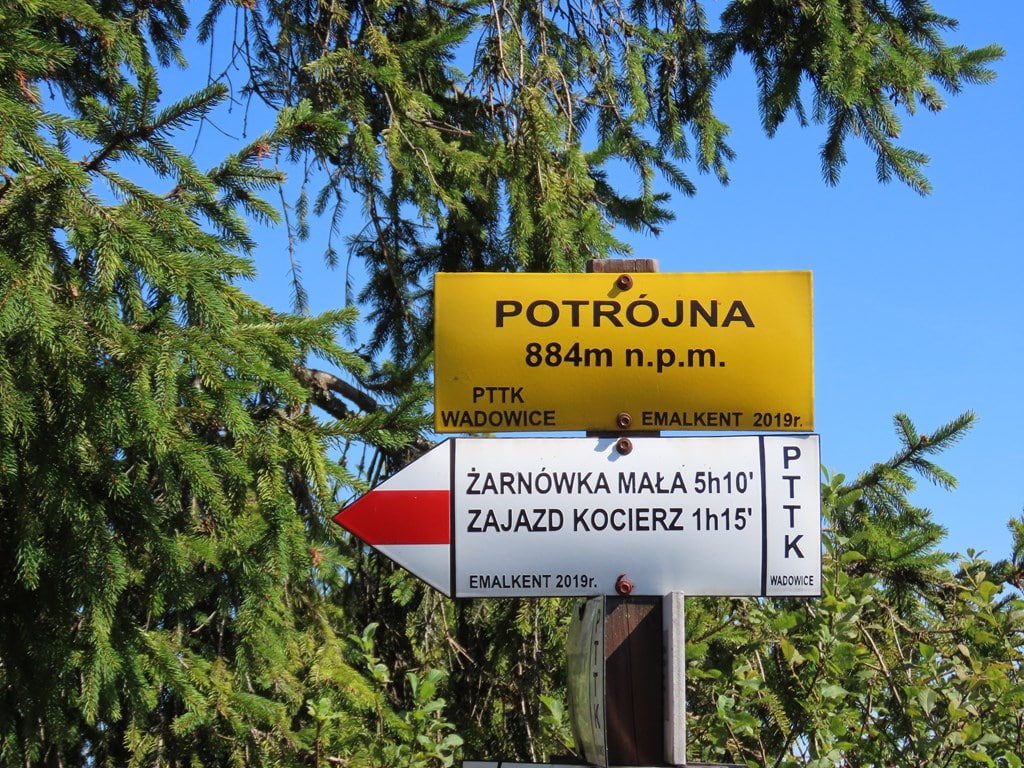 POTRÓJNA
884m n.p.m.
PTTK
WADOWICE
EMALKENT 2019r.
ŻARNÓWKA MAŁA 5h10'
ZAJAZD KOCIERZ 1h15'
EMALKENT 2019r.
PTTK
WADOWICE